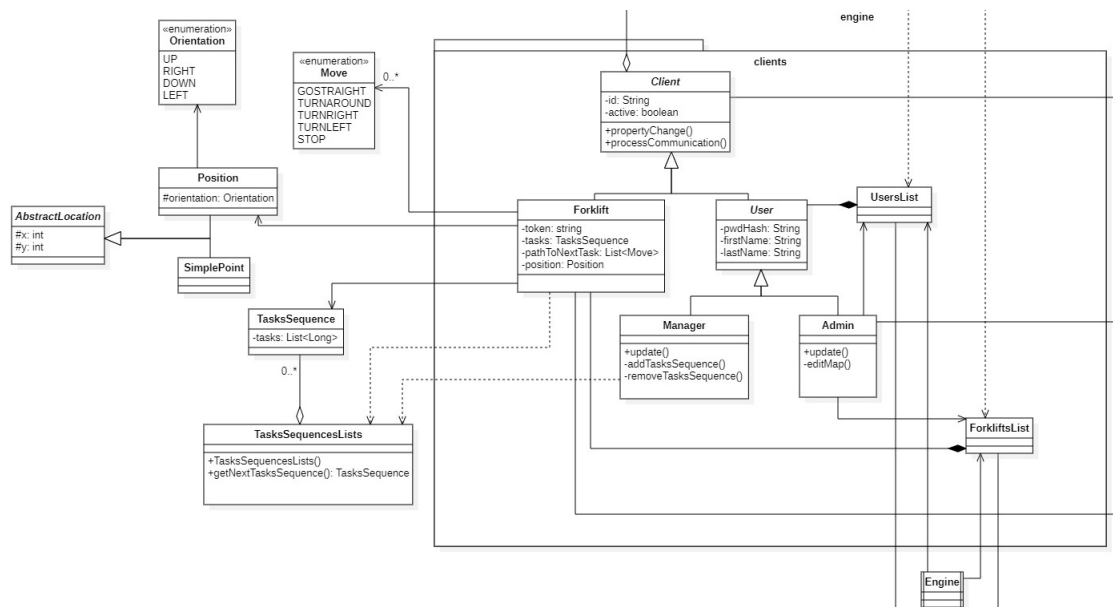 engine
«enumeration»
Orientation
UP
RIGHT
DOWN
LEFT
«enumeration»
Move
GOSTRAIGHT
TURNAROUND
TURNRIGHT
TURNLEFT
STOP
0..*
clients
Client
-id: String
-active: boolean
+propertyChange()
+processCommunication()
Position
#orientation: Orientation
AbstractLocation
#x: int
#y: int
SimplePoint
Forklift
-token: string
-tasks: TasksSequence
-pathToNextTask: List<Move>
-position: Position
User
-pwdHash: String
-firstName: String
-lastName: String
UsersList
TasksSequence
-tasks: List<Long>
0..*
Manager
+update()
-addTasksSequence()
-removeTasksSequence()
Admin
+update()
-editMap()
TasksSequencesLists
+TasksSequencesLists()
+getNextTasksSequence(): TasksSequence
ForkliftsList
Engine